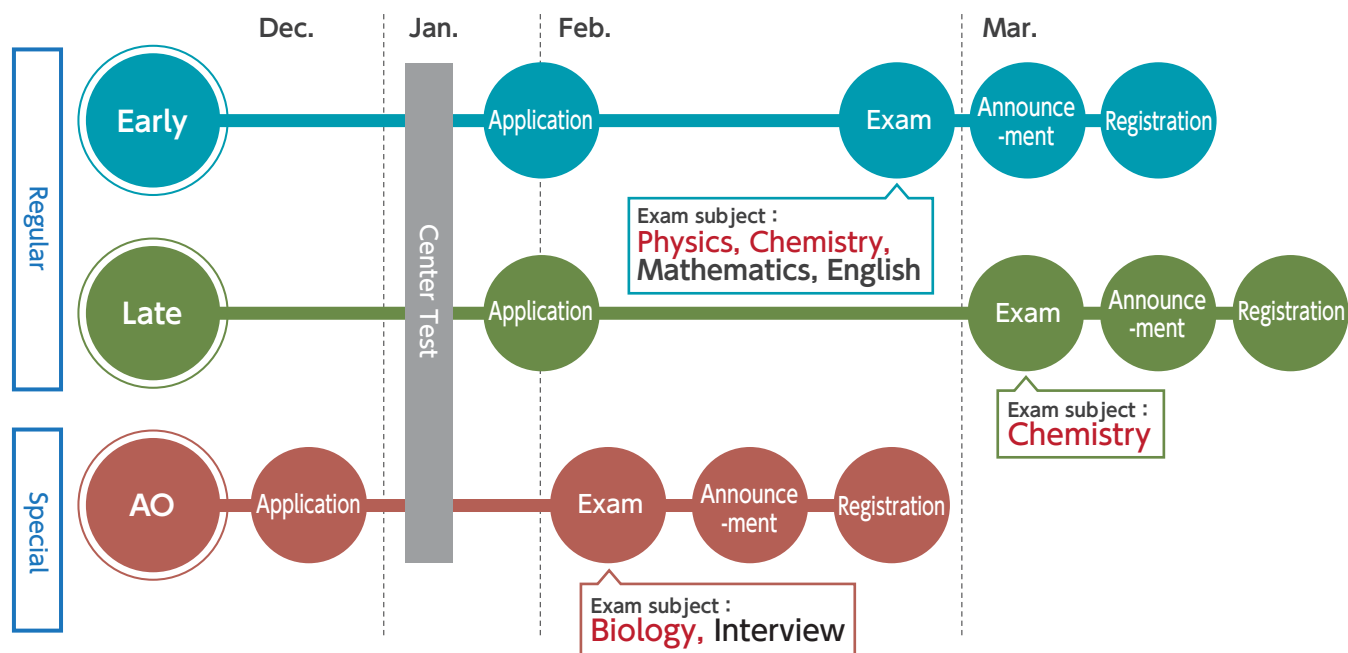 Dec.
Jan.
Feb.
Mar.
Regular
Early
Application
Exam
Announce
-ment
Registration
Exam subject :
Physics, Chemistry,
Mathematics, English
Center Test
Late
Application
Exam
Announce
-ment
Registration
Exam subject :
Chemistry
Special
AO
Application
Exam
Announce
-ment
Registration
Exam subject :
Biology, Interview